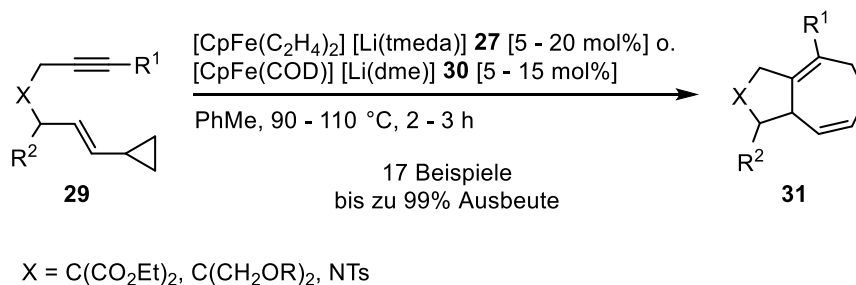 [CpFe(C₂H₄)₂] [Li(tmeda)] 27 [5 - 20 mol%] o.
[CpFe(COD)] [Li(dme)] 30 [5 - 15 mol%]
PhMe, 90 - 110 °C, 2 - 3 h
17 Beispiele
bis zu 99% Ausbeute
R¹
X
R²
29
R¹
X
R²
31
X = C(CO₂Et)₂, C(CH₂OR)₂, NTs